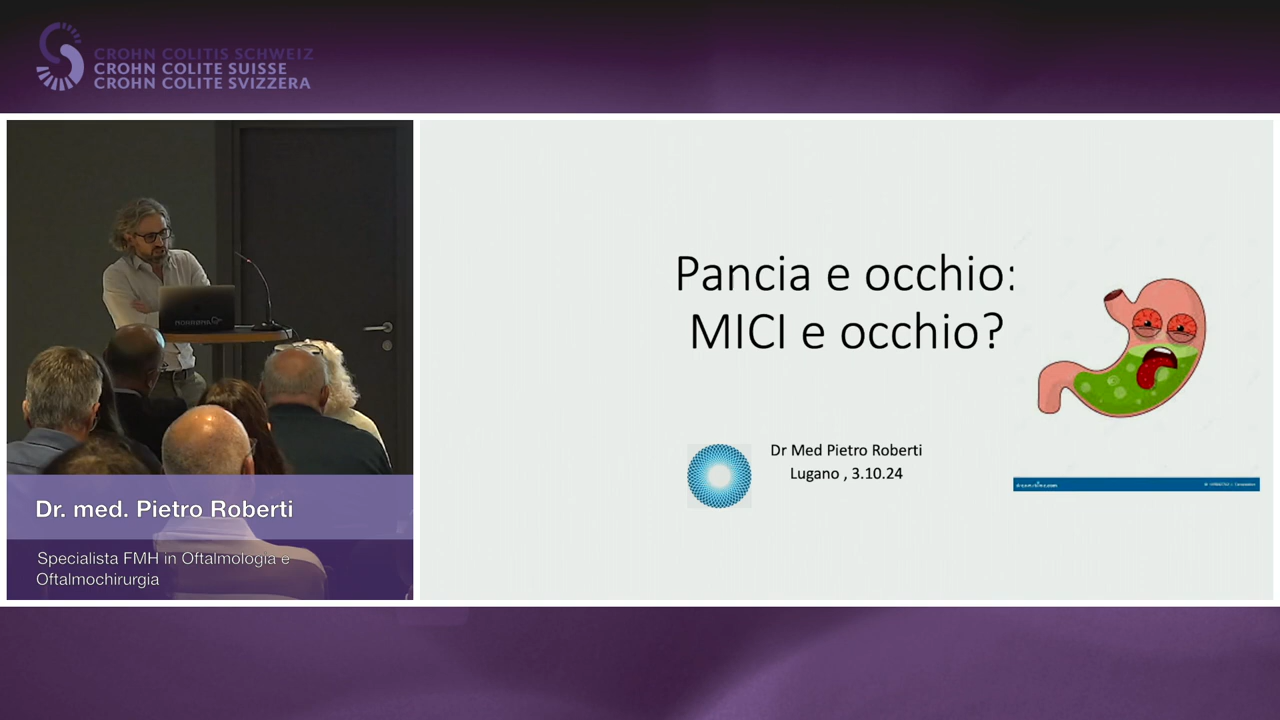 CROHN COLITIS SCHWEIZ
CROHN COLITE SUISSE
CROHN COLITE SVIZZERA
Dr. med. Pietro Roberti
Specialista FMH in Oftalmologia e
Oftalmochirurgia
Pancia e occhio:
MICI e occhio?
Dr Med Pietro Roberti
Lugano , 3.10.24